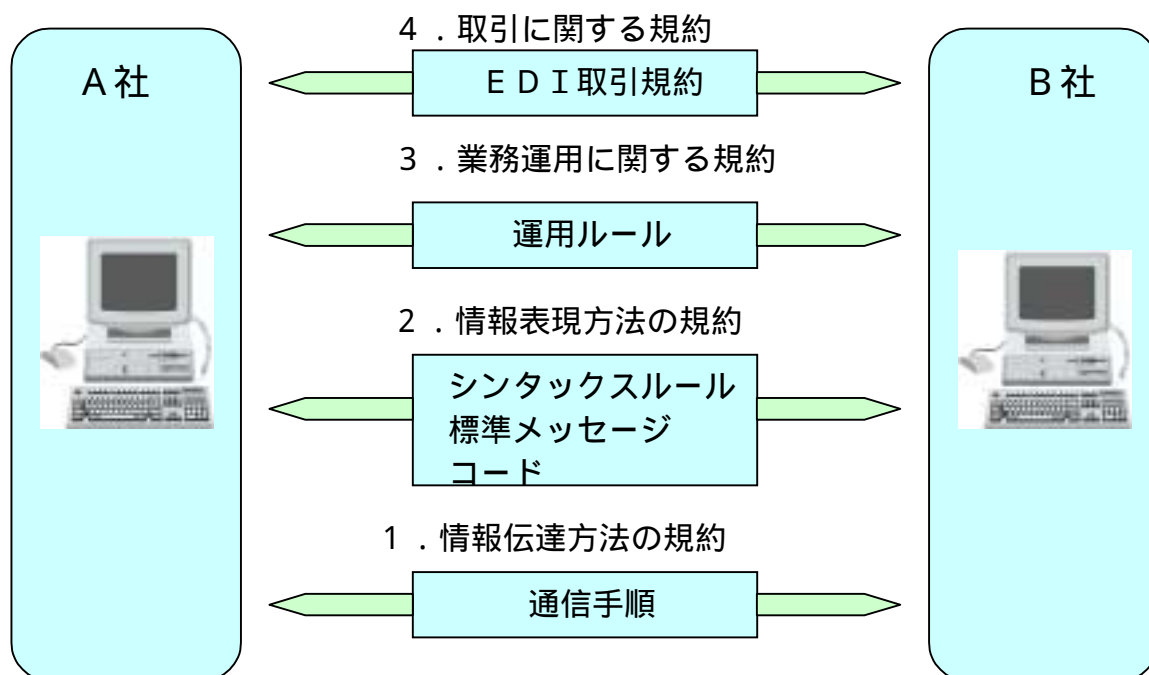 ４．取引に関する規約
Ａ社
ＥＤＩ取引規約
Ｂ社
３．業務運用に関する規約
運用ルール
２．情報表現方法の規約
シンタックスルール
標準メッセージ
コード
１．情報伝達方法の規約
通信手順